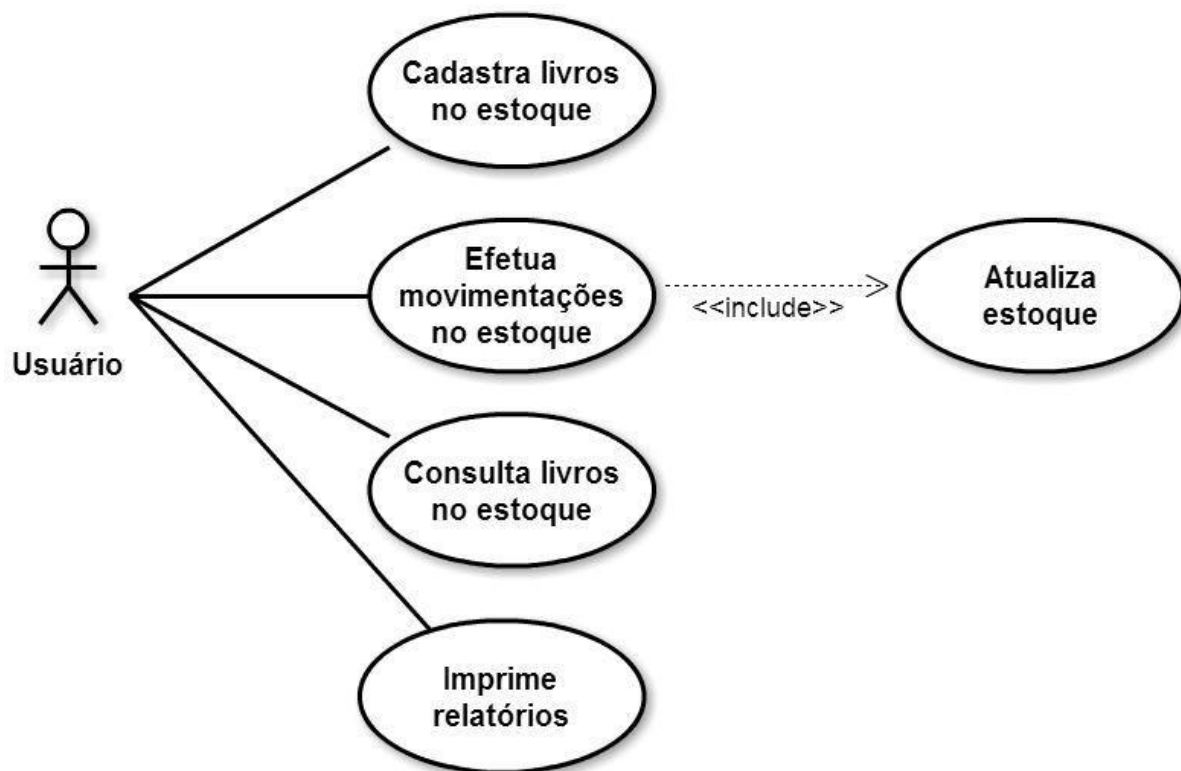 Cadastra livros
no estoque
Efetua
movimentações
no estoque
<<include>>
Atualiza
estoque
Usuário
Consulta livros
no estoque
Imprime
relatórios